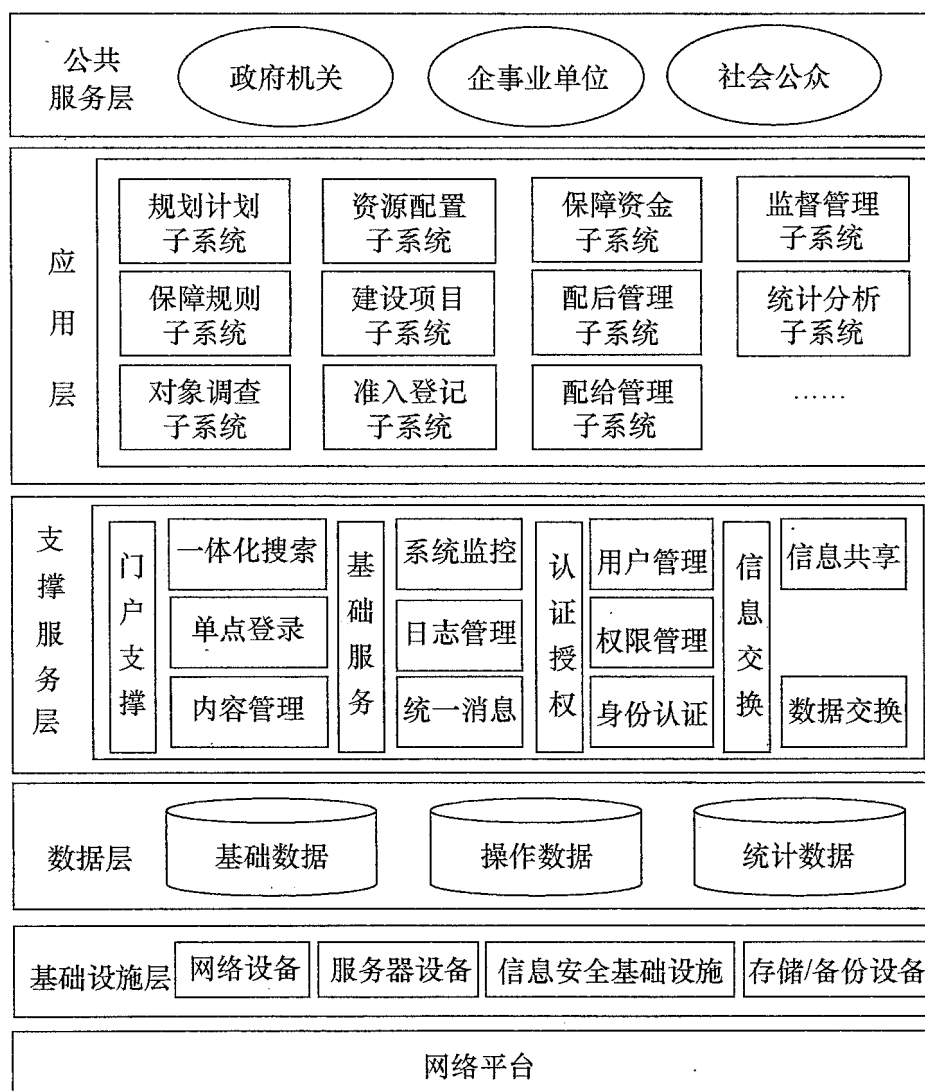 公共
服务层
政府机关
企事业单位
社会公众
应
用
层
规划计划
子系统
资源配置
子系统
保障资金
子系统
监督管理
子系统
保障规则
子系统
建设项目
子系统
配后管理
子系统
统计分析
子系统
对象调查
子系统
准入登记
子系统
配给管理
子系统
……
支
撑
服
务
层
门
户
支
撑
一体化搜索
单点登录
内容管理
基
础
服
务
系统监控
日志管理
统一消息
认
证
授
权
用户管理
权限管理
身份认证
信
息
交
换
信息共享
数据交换
数据层
基础数据
操作数据
统计数据
基础设施层
网络设备
服务器设备
信息安全基础设施
存储/备份设备
网络平台